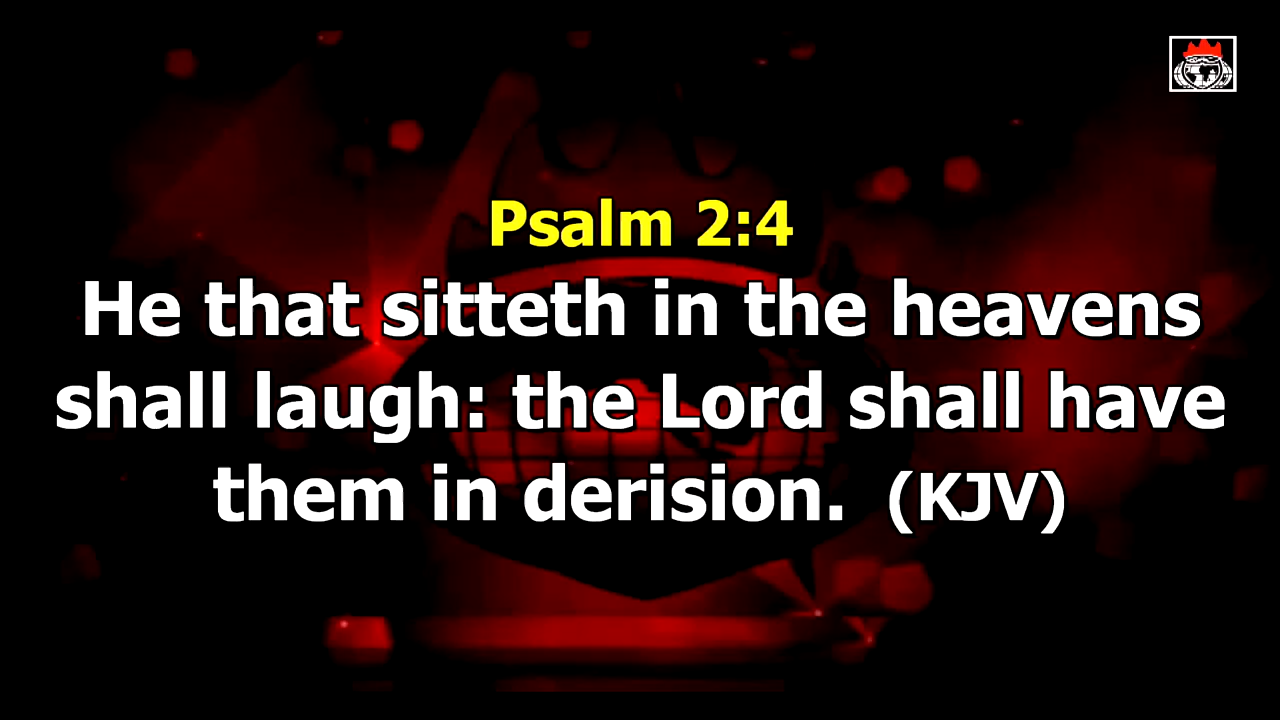 Psalm 2:4
He that sitteth in the heavens
shall laugh: the Lord shall have
them in derision. (KJV)